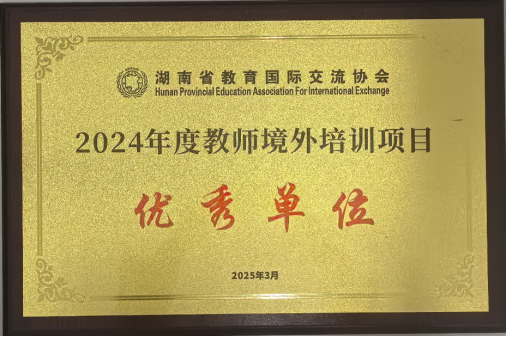 湖南省教育国际交流协会
Hunan Provincial Education Association For International Exchange
2024年度教师境外培训项目
优秀单位
2025年3月